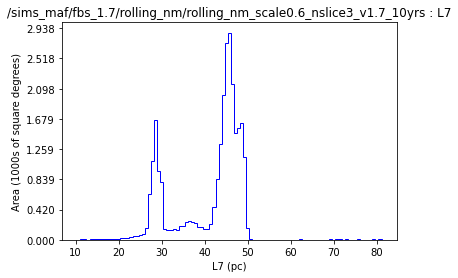 /sims_maf/fbs_1.7/rolling_nm/rolling_nm_scale0.6_nslice3_v1.7_10yrs : L7
2.938
2.518
2.098
1.679
1.259
0.839
0.420
0.000
Area (1000s of square degrees)
10 20 30 40 50 60 70 80
L7 (pc)